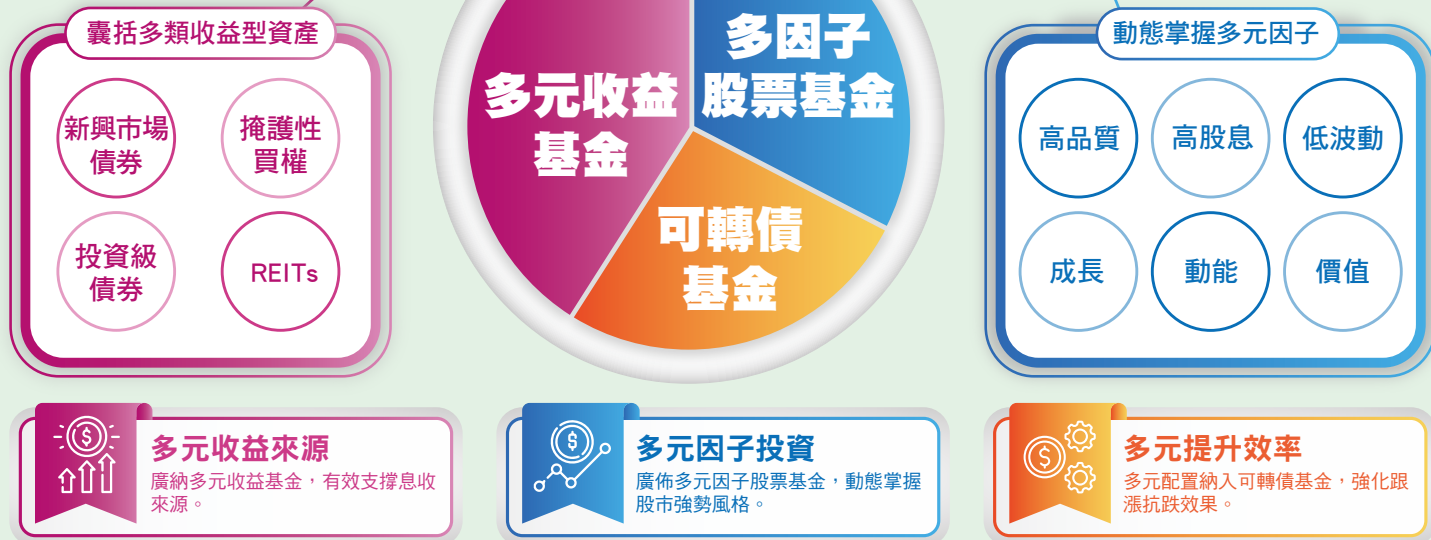 囊括多類收益型資產
新興市場
債券
掩護性
買權
投資級
債券
REITs
多元收益
基金
多因子
股票基金
可轉債
基金
動態掌握多元因子
高品質
高股息
低波動
成長
動能
價值
多元收益來源
廣納多元收益基金，有效支撐息收
來源。
多元因子投資
廣佈多元因子股票基金，動態掌握
股市強勢風格。
多元提升效率
多元配置納入可轉債基金，強化跟
漲抗跌效果。